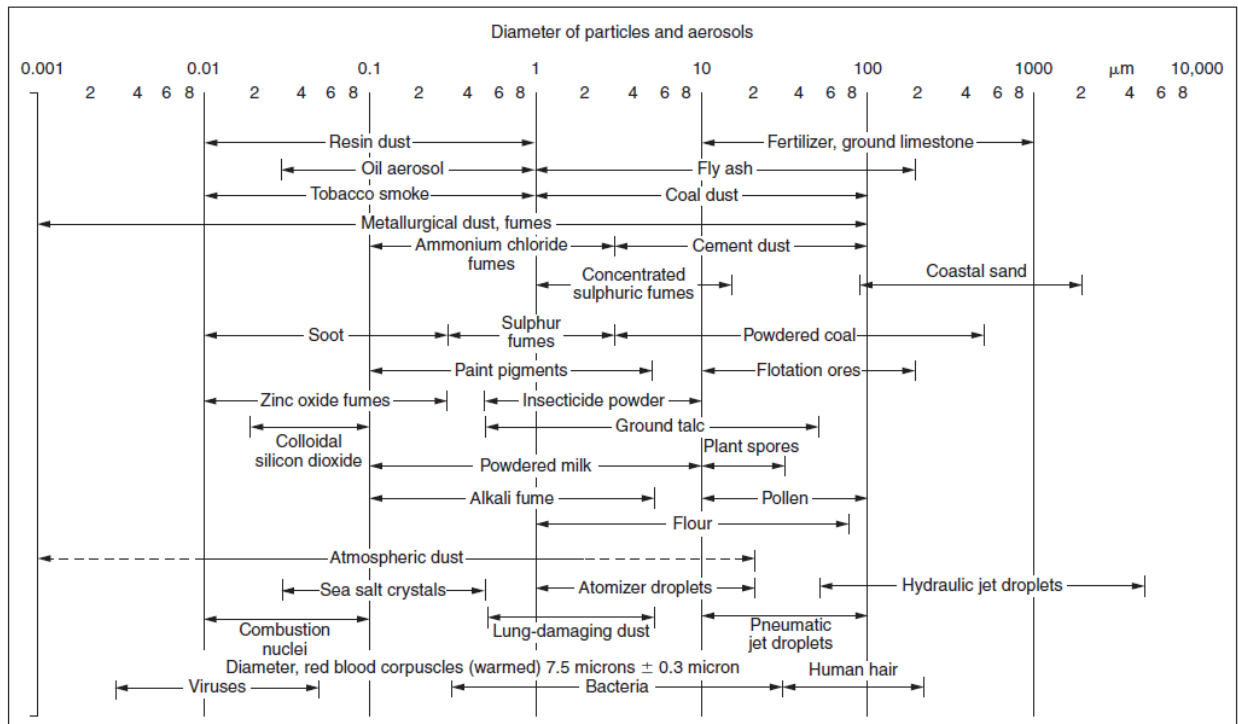 Diameter of particles and aerosols
0.001 0.01 0.1 1 10 100 1000 μm 10,000
2 4 6 8 2 4 6 8 2 4 6 8 2 4 6 8 2 4 6 8 2 4 6 8 2 4 6 8
Resin dust Fertilizer, ground limestone
Oil aerosol Fly ash
Tobacco smoke Coal dust
Metallurgical dust, fumes
Ammonium chloride
fumes
Cement dust
Concentrated
sulphuric fumes
Coastal sand
Soot
Sulphur
fumes
Powdered coal
Paint pigments Flotation ores
Zinc oxide fumes Insecticide powder
Ground talc
Colloidal
silicon dioxide
Plant spores
Powdered milk
Alkali fume Pollen
Flour
Atmospheric dust
Sea salt crystals Atomizer droplets Hydraulic jet droplets
Combustion
nuclei
Lung-damaging dust
Pneumatic
jet droplets
Diameter, red blood corpuscles (warmed) 7.5 microns ± 0.3 micron
Human hair
Viruses Bacteria